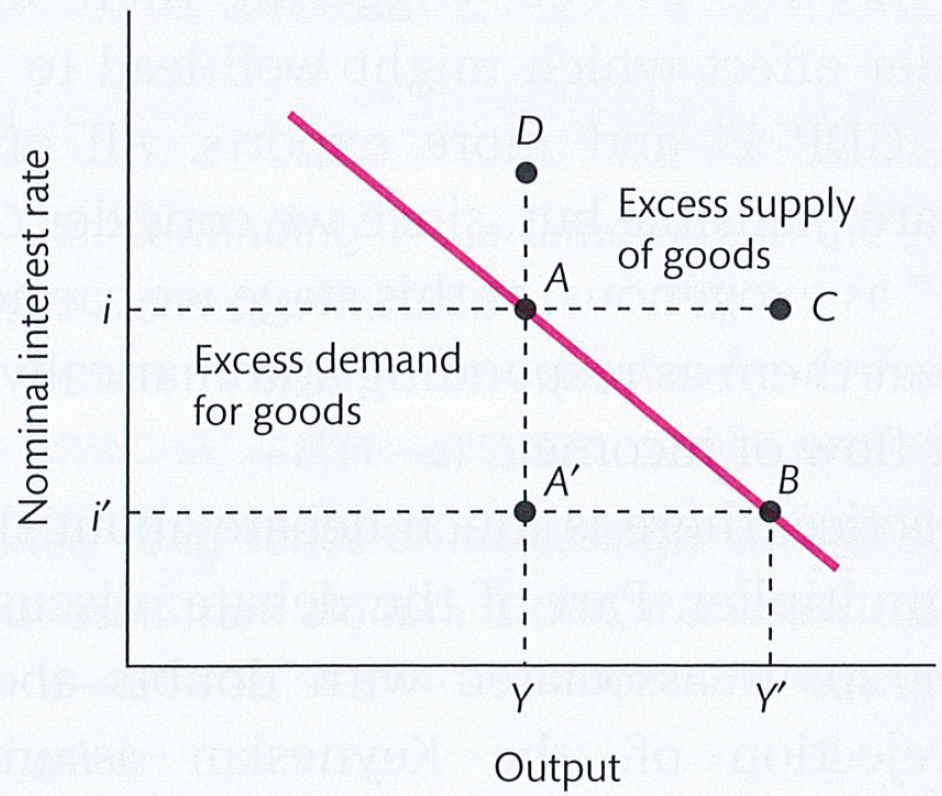 D
Excess supply
of goods
A
i
C
Excess demand
for goods
A′
B
i′
Nominal interest rate
Y
Y′
Output